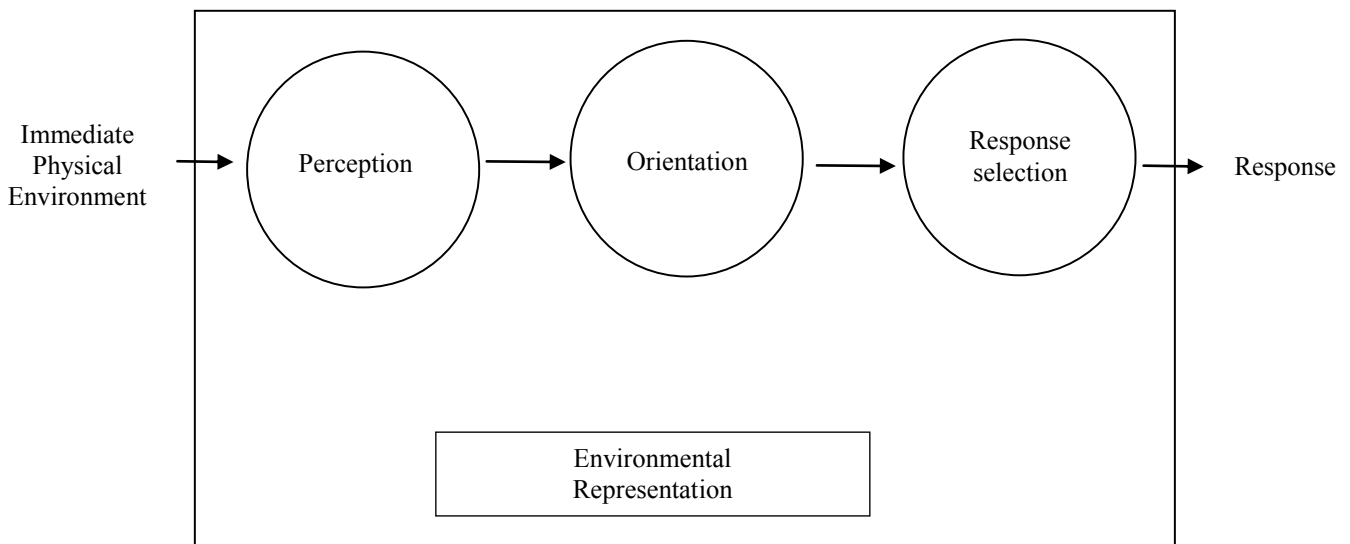 Immediate
Physical
Environment
Perception
Orientation
Response
selection
Response
Environmental
Representation